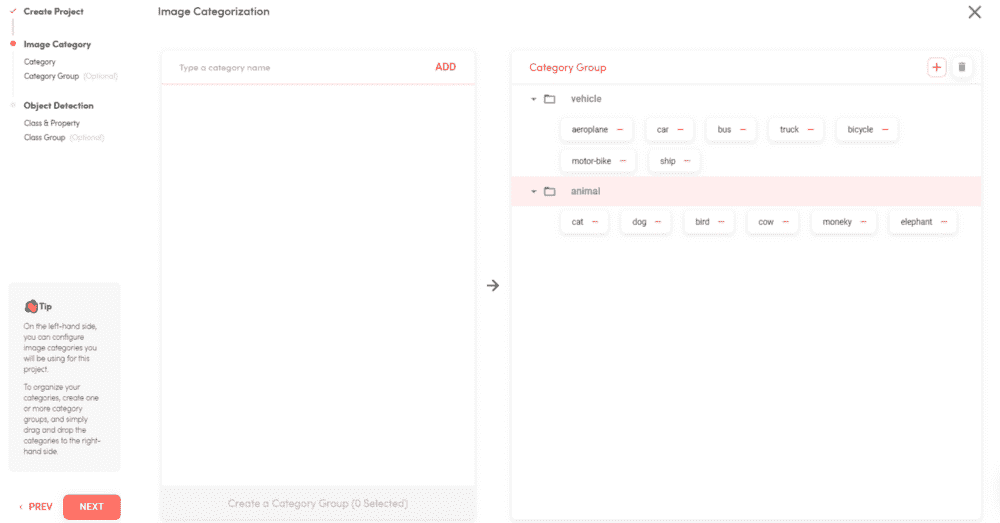 Create Project
Image Category
Category
Category Group (Optional)
Object Detection
Class & Property
Class Group (Optional)
Tip
On the left-hand side,
you can configure
image categories you
will be using for this
project.
To organize your
categories, create one
or more category
groups, and simply
drag and drop the
categories to the right-
hand side.
‹ PREV NEXT
Image Categorization
Type a category name ADD
Create a Category Group (0 Selected)
Category Group
vehicle
aeroplane car bus truck bicycle
motor-bike ship
animal
cat dog bird cow moneky elephant